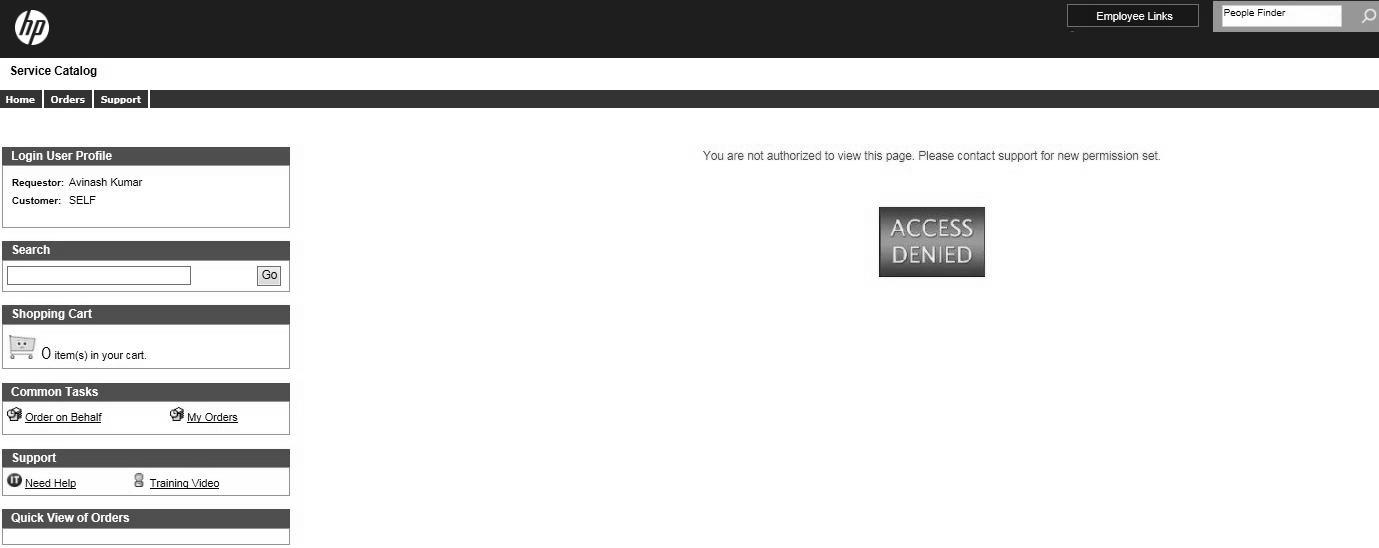 hp
Employee Links
People Finder
Service Catalog
Home Orders Support
Login User Profile
Requestor: Avinash Kumar
Customer: SELF
Search
Go
Shopping Cart
0 item(s) in your cart.
Common Tasks
Order on Behalf My Orders
Support
IT Need Help Training Video
Quick View of Orders
You are not authorized to view this page. Please contact support for new permission set.
ACCESS
DENIED